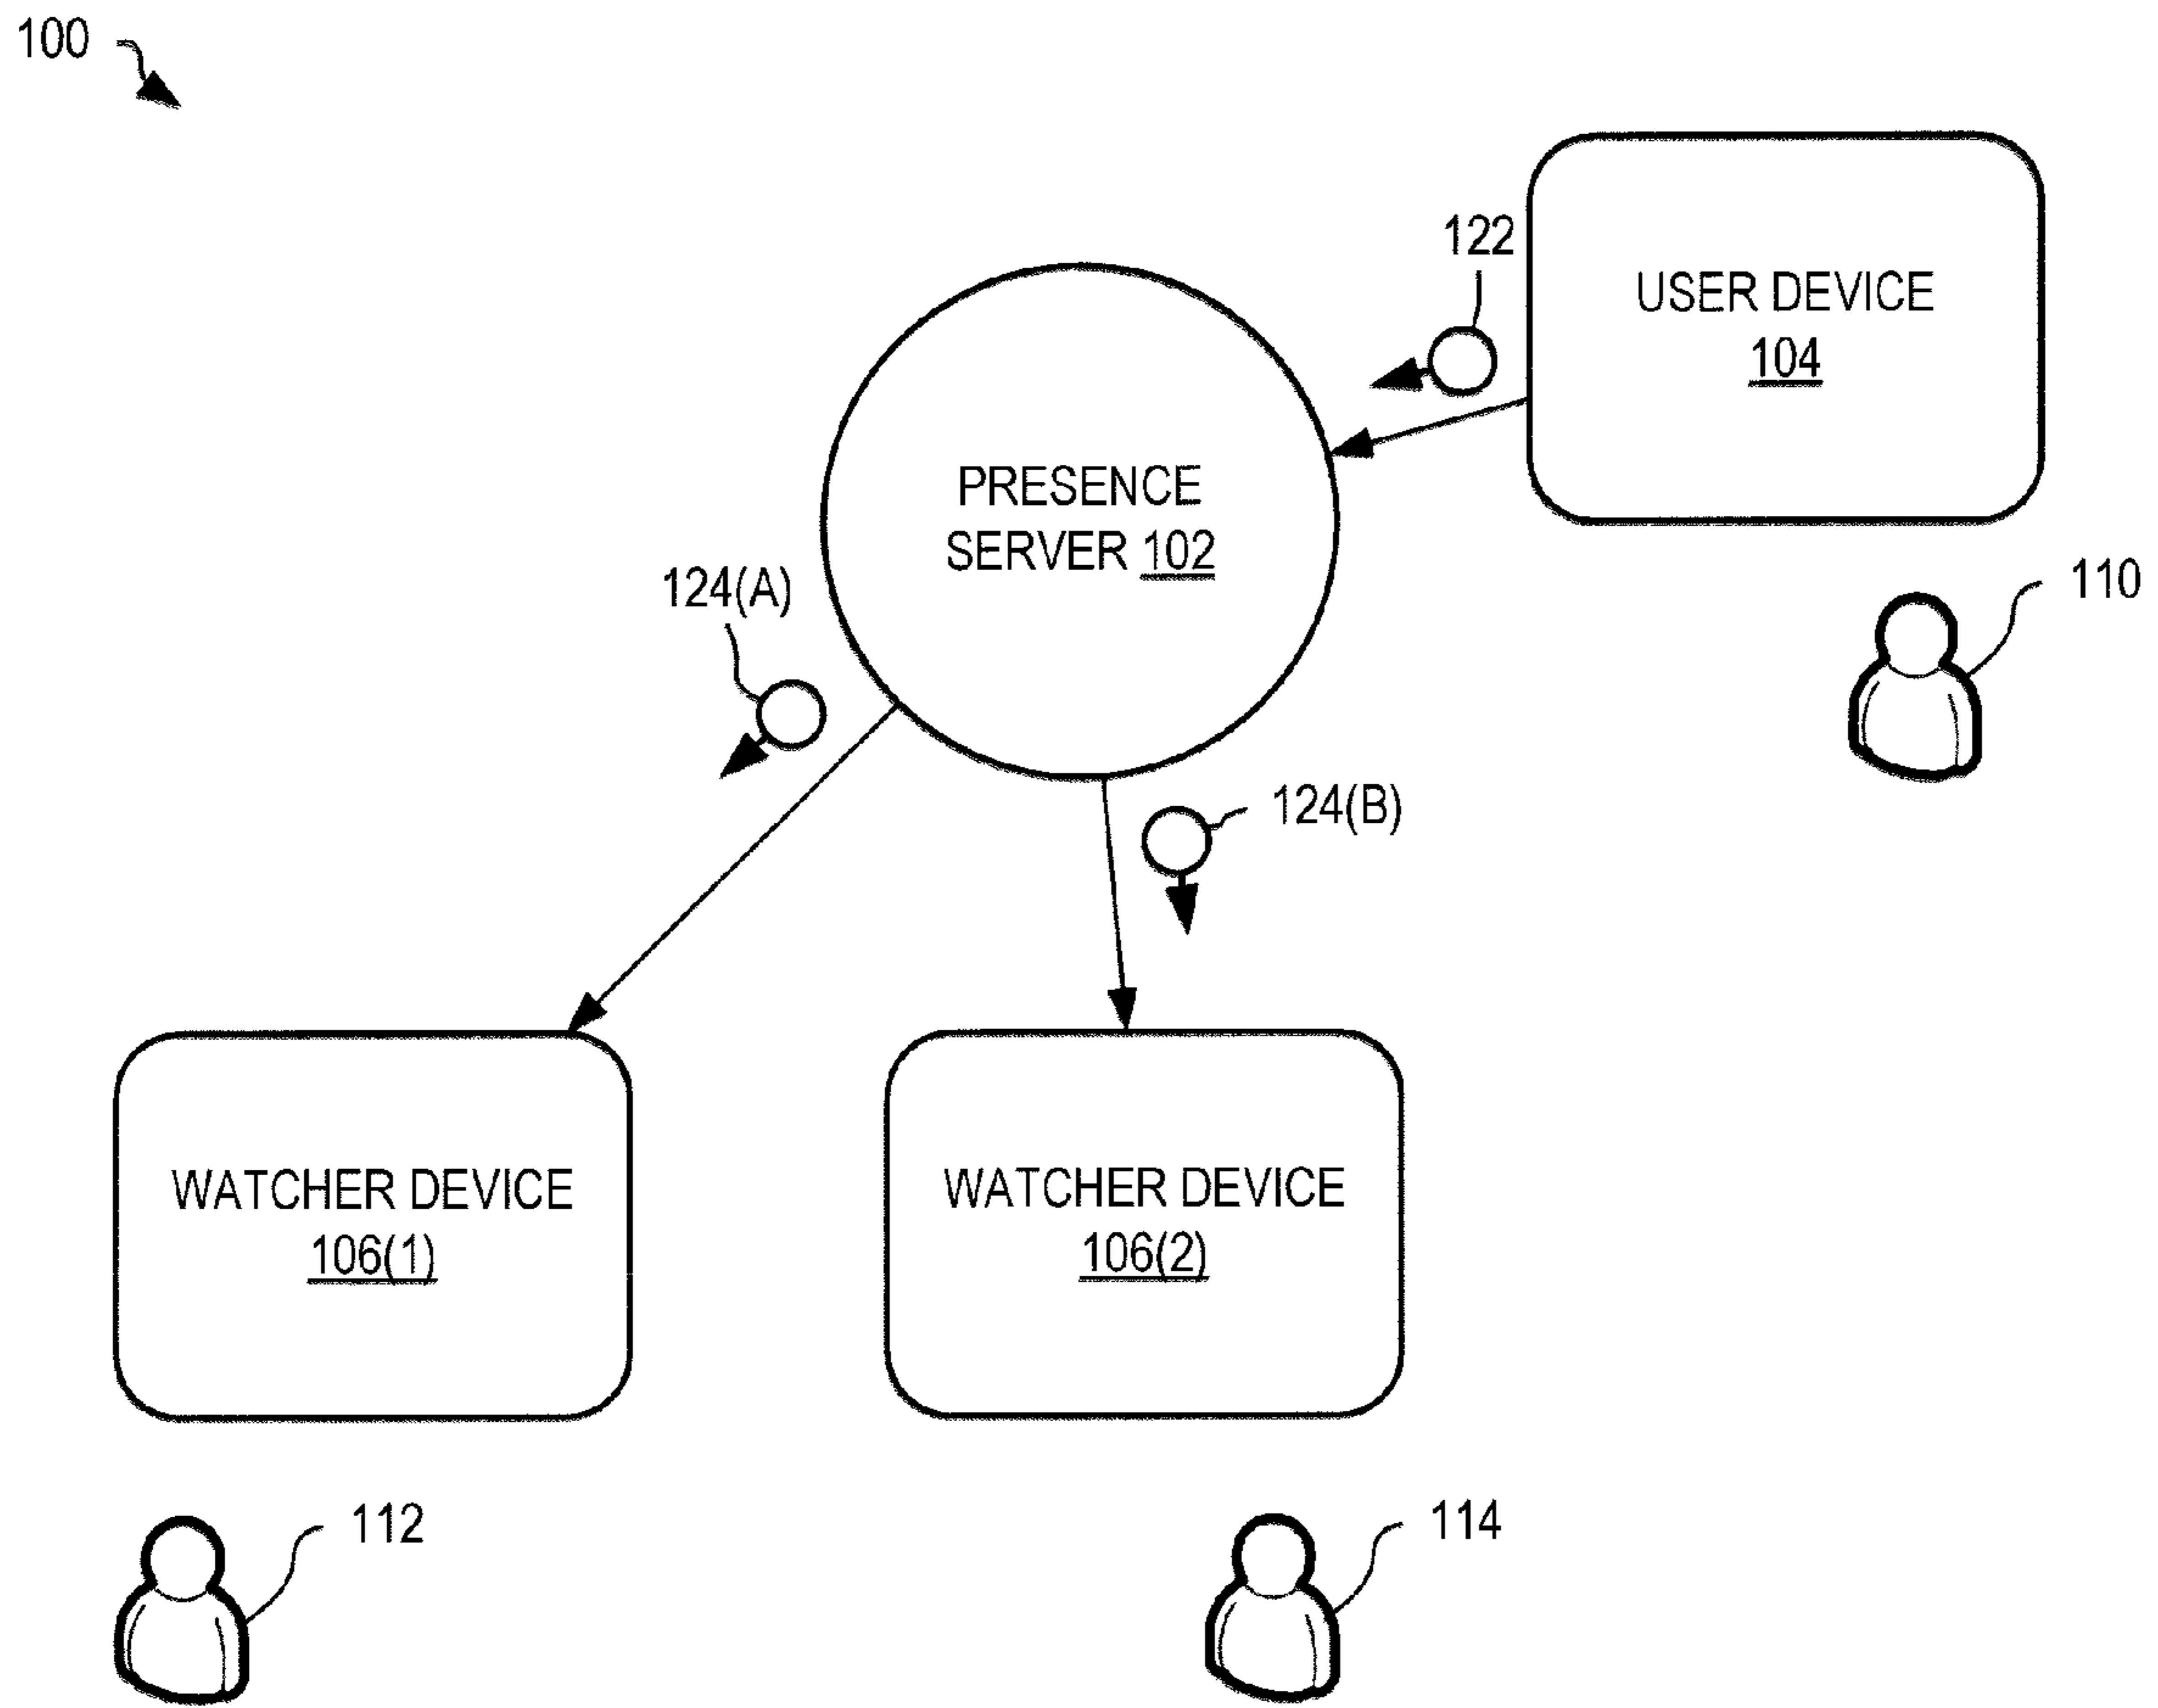 100
122
USER DEVICE
104
PRESENCE
SERVER 102
124(A)
110
124(B)
WATCHER DEVICE
106(1)
WATCHER DEVICE
106(2)
112
114